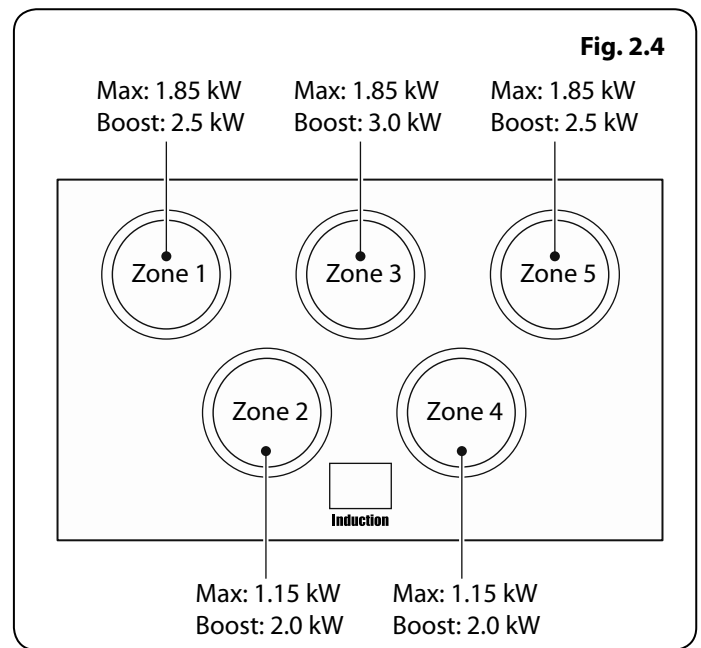 Fig. 2.4
Max: 1.85 kW
Boost: 2.5 kW
Max: 1.85 kW
Boost: 3.0 kW
Max: 1.85 kW
Boost: 2.5 kW
Zone 1
Zone 3
Zone 5
Zone 2
Zone 4
Induction
Max: 1.15 kW
Boost: 2.0 kW
Max: 1.15 kW
Boost: 2.0 kW